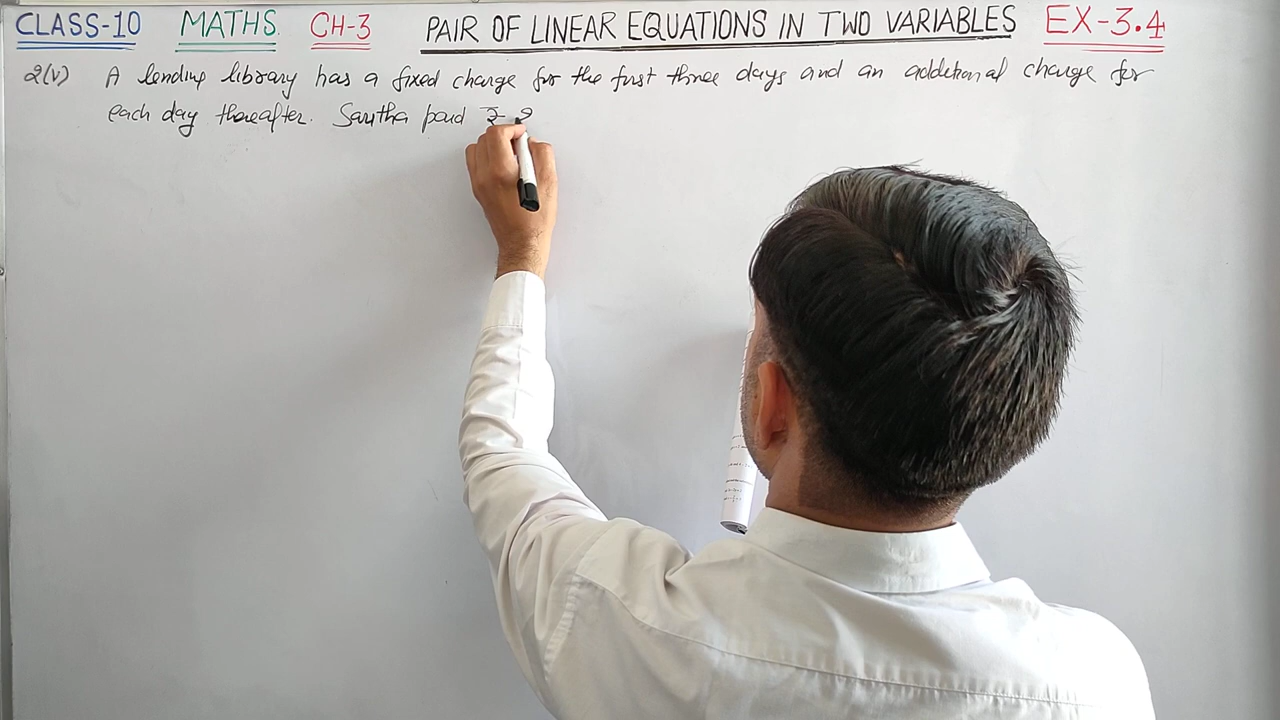 CLASS-10 MATHS CH-3 PAIR OF LINEAR EQUATIONS IN TWO VARIABLES EX-3.4
2(v) A lending library has a fixed charge for the first three days and an additional charge for
each day thereafter. Saritha paid ₹ 2